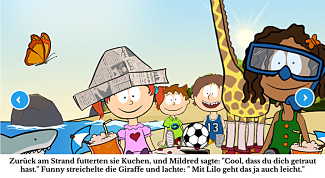 Zurück am Strand futterten sie Kuchen, und Mildred sagte: "Cool, dass du dich getraut
hast." Funny streichelte die Giraffe und lachte: " Mit Lilo geht das ja auch leicht."